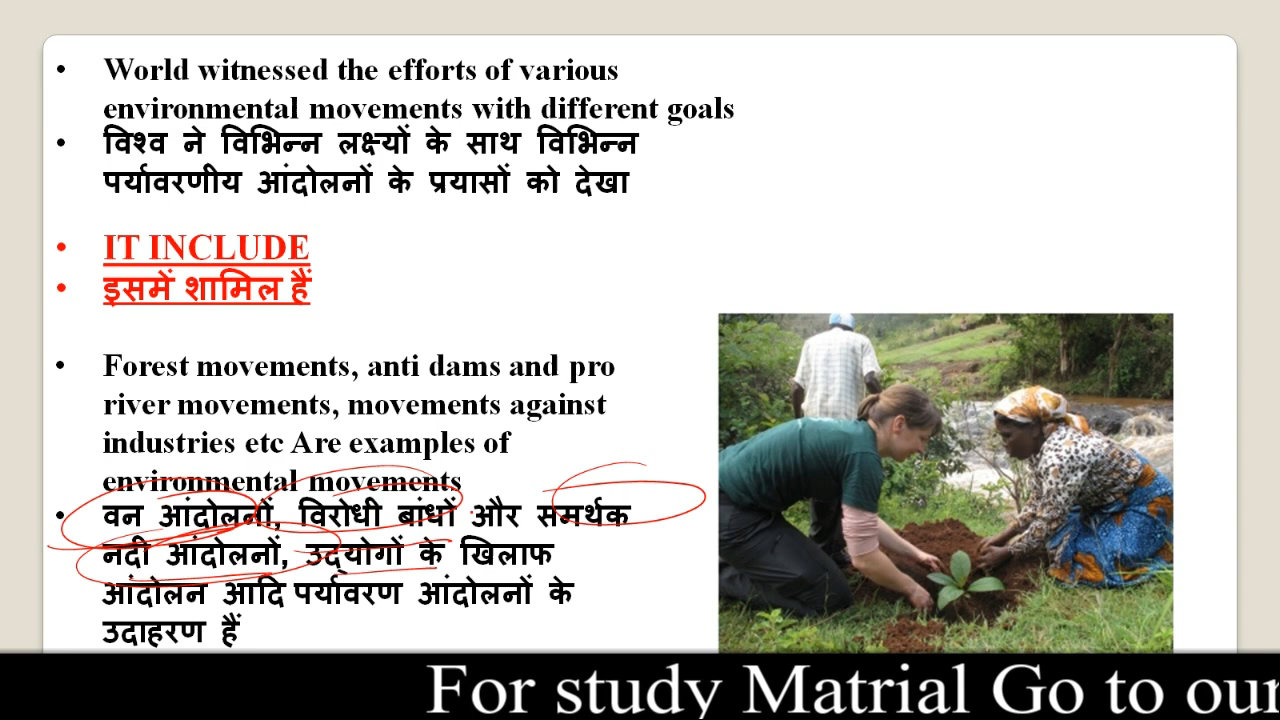 • World witnessed the efforts of various
environmental movements with different goals
• विश्व ने विभिन्न लक्ष्यों के साथ विभिन्न
पर्यावरणीय आंदोलनों के प्रयासों को देखा
• IT INCLUDE
• इसमें शामिल हैं
• Forest movements, anti dams and pro
river movements, movements against
industries etc Are examples of
environmental movements
• वन आंदोलनों, विरोधी बांधों और समर्थक
नदी आंदोलनों, उद्योगों के खिलाफ
आंदोलन आदि पर्यावरण आंदोलनों के
उदाहरण हैं
For study Matrial Go to our